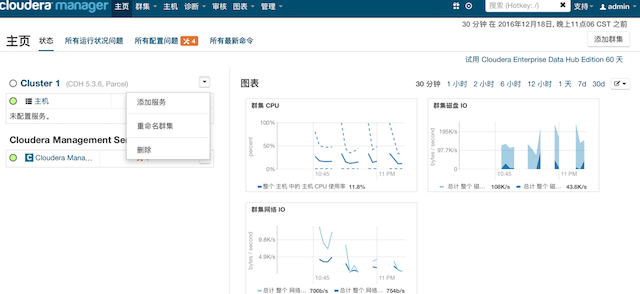 cloudera manager 主页 群集 主机 诊断 审核 图表 管理 搜索 (Hotkey: /) 支持 admin
30 分钟 在 2016年12月18日, 晚上11点06 CST 之前
主页 状态 所有运行状况问题 所有配置问题 4 所有最新命令 添加群集
试用 Cloudera Enterprise Data Hub Edition 60 天
Cluster 1 (CDH 5.3.6, Parcel)
主机
未配置服务。
添加服务
重命名群集
删除
Cloudera Management Ser
Cloudera Mana...
图表 30 分钟 1 小时 2 小时 6 小时 12 小时 1 天 7d 30d
群集 CPU
percent
100%
50%
0%
10:45 11 PM
整个 主机 中的 主机 CPU 使用率 11.8%
群集磁盘 IO
bytes / second
195K/s
97.7K/s
0
10:45 11 PM
总计 整个 磁... 108K/s 总计 整个 磁... 43.6K/s
群集网络 IO
bytes / second
9.8K/s
4.9K/s
0
10:45 11 PM
总计 整个 网络... 700b/s 总计 整个 网络... 754b/s